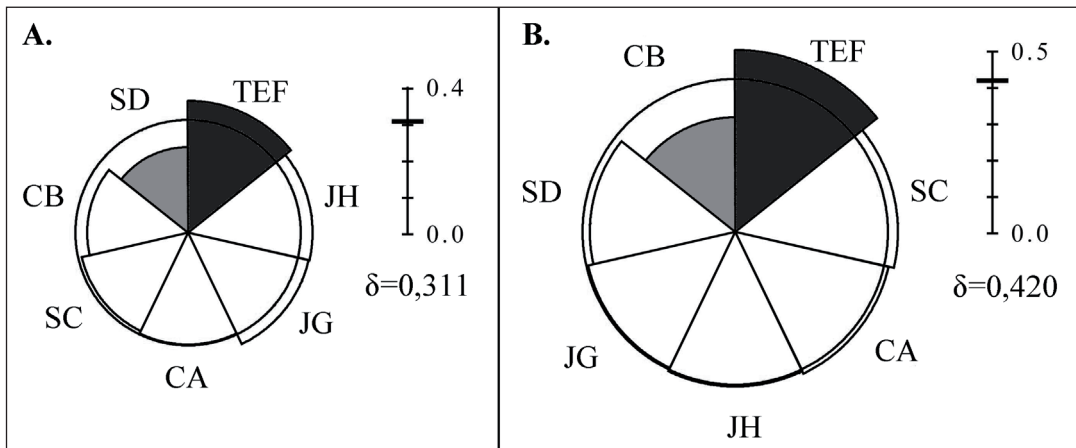 A.
SD
TEF
CB
JH
SC
JG
CA
0.4
0.0
δ=0,311
B.
CB
TEF
SD
SC
JG
CA
JH
0.5
0.0
δ=0,420